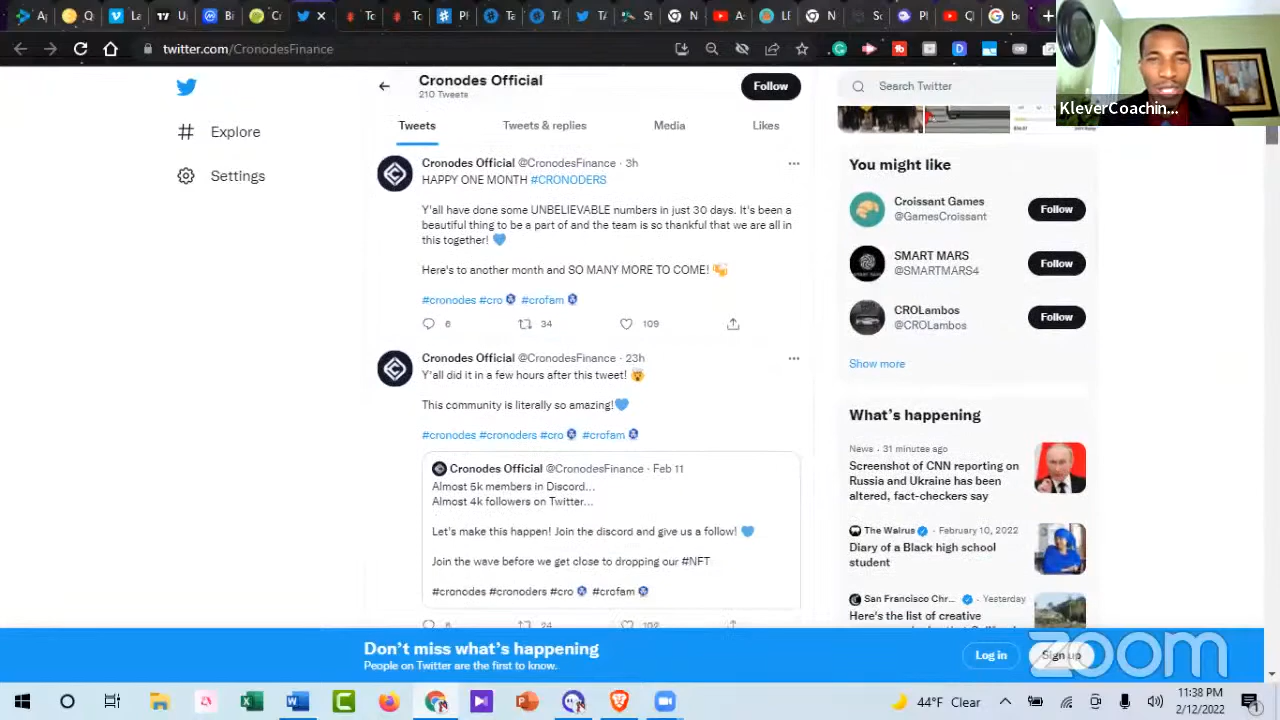 Li
Up
Co
Tc
Tc
Ta
Ta
St
N
Al
Ll
N
Q
twitter.com/CronodesFinance
KleverCoachin...
Cronodes Official
210 Tweets
Follow
Search Twitter
Explore
Settings
Tweets
Tweets & replies
Media
Likes
Cronodes Official @CronodesFinance · 3h
HAPPY ONE MONTH #CRONODERS
Y'all have done some UNBELIEVABLE numbers in just 30 days. It's been a
beautiful thing to be a part of and the team is so thankful that we are all in
this together!
Here's to another month and SO MANY MORE TO COME!
#cronodes #cro #crofam
6 34 109
Cronodes Official @CronodesFinance · 23h
Y'all did it in a few hours after this tweet!
This community is literally so amazing!
#cronodes #cronoders #cro #crofam
Cronodes Official @CronodesFinance · Feb 11
Almost 5k members in Discord...
Almost 4k followers on Twitter...
Let's make this happen! Join the discord and give us a follow!
Join the wave before we get close to dropping our #NFT
#cronodes #cronoders #cro #crofam
You might like
Croissant Games
@GamesCroissant
Follow
SMART MARS
@SMARTMARS4
Follow
CROLambos
@CROLambos
Follow
Show more
What's happening
News · 31 minutes ago
Screenshot of CNN reporting on
Russia and Ukraine has been
altered, fact-checkers say
The Walrus · February 10, 2022
Diary of a Black high school
student
San Francisco Chr... · Yesterday
Here's the list of creative
Don't miss what's happening
People on Twitter are the first to know.
Log in
Sign up
zoom
44°F Clear
11:38 PM
2/12/2022